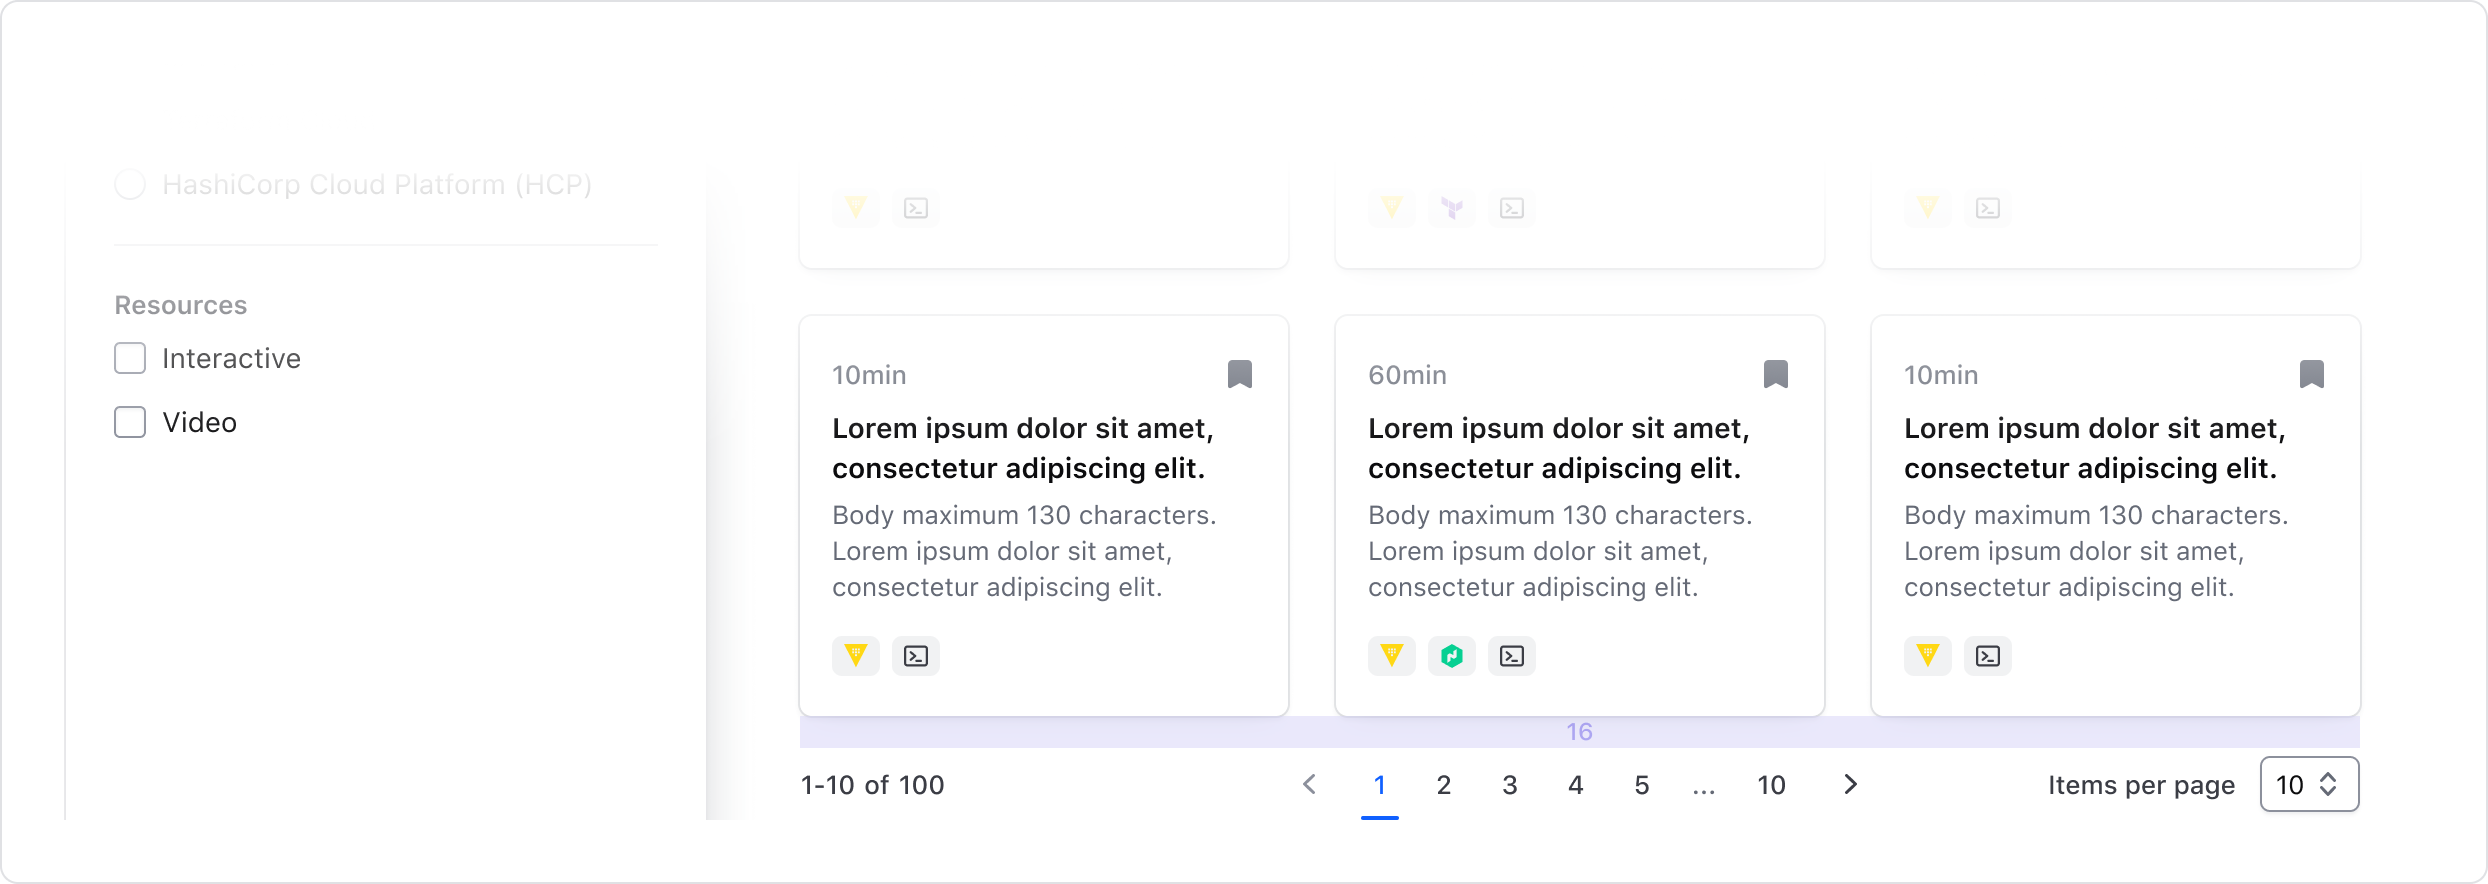 HashiCorp Cloud Platform (HCP)
Resources
Interactive
Video
10min
Lorem ipsum dolor sit amet,
consectetur adipiscing elit.
Body maximum 130 characters.
Lorem ipsum dolor sit amet,
consectetur adipiscing elit.
60min
Lorem ipsum dolor sit amet,
consectetur adipiscing elit.
Body maximum 130 characters.
Lorem ipsum dolor sit amet,
consectetur adipiscing elit.
10min
Lorem ipsum dolor sit amet,
consectetur adipiscing elit.
Body maximum 130 characters.
Lorem ipsum dolor sit amet,
consectetur adipiscing elit.
16
1-10 of 100
1 2 3 4 5 ... 10
Items per page 10